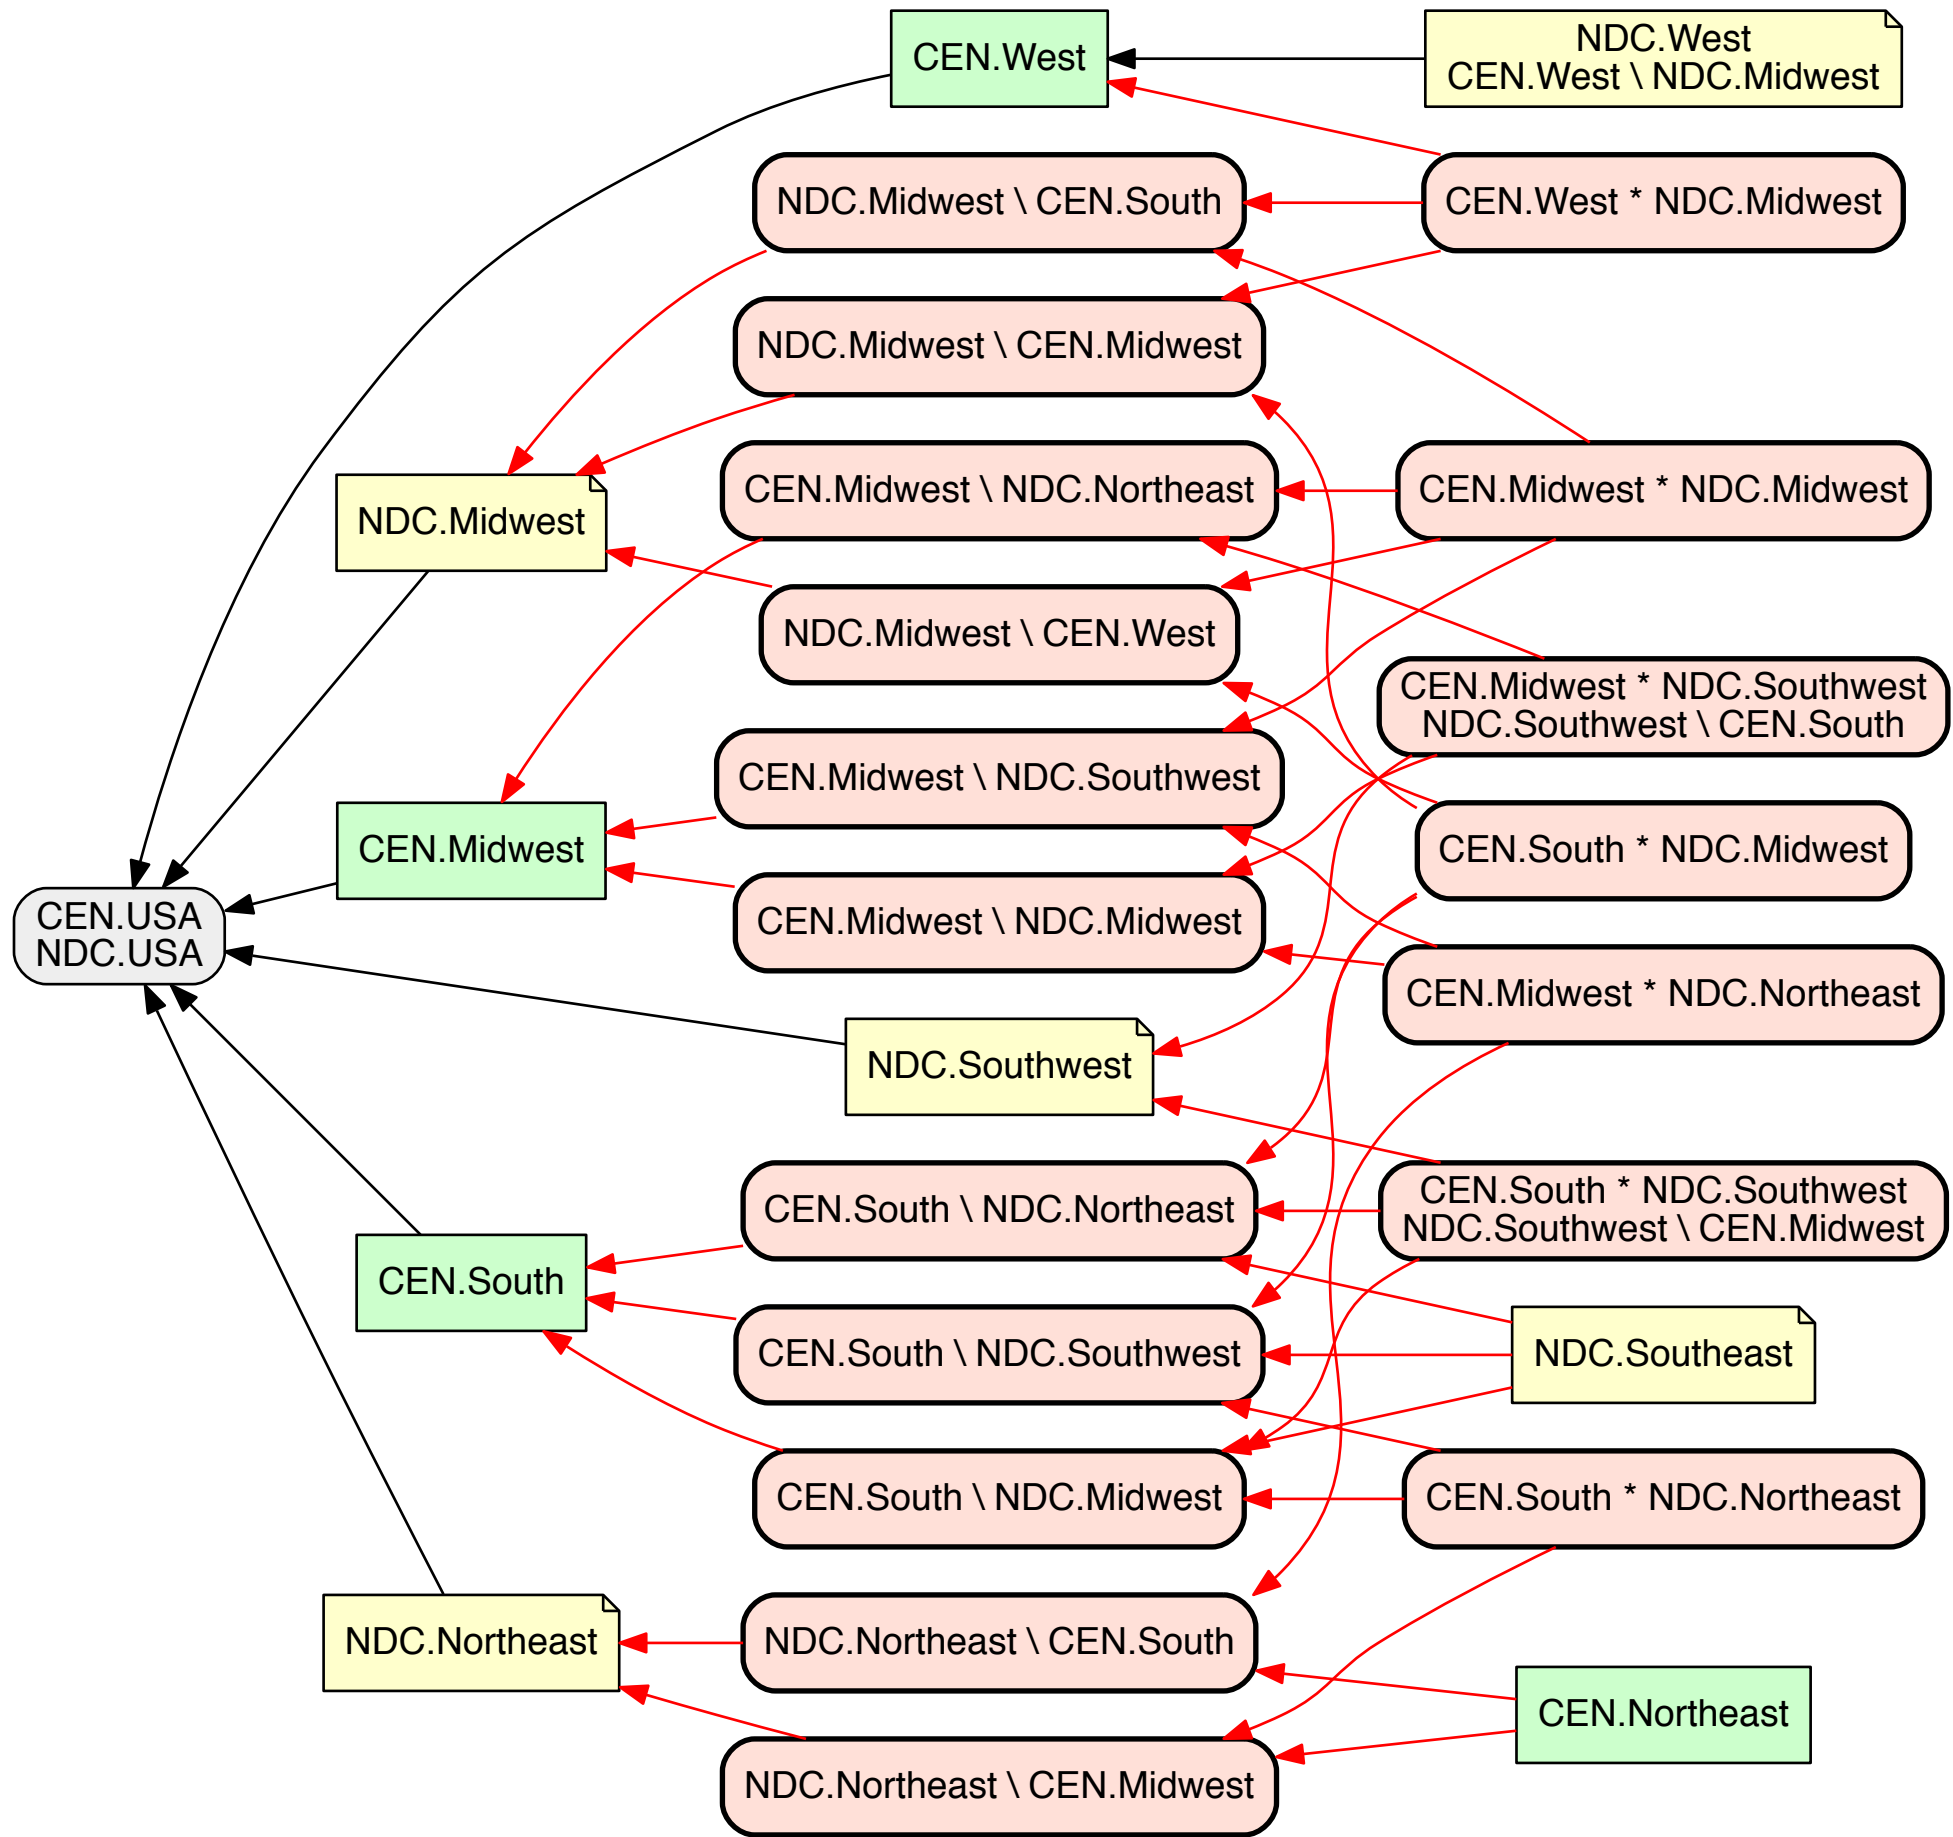 CEN.West
NDC.West
CEN.West \ NDC.Midwest
NDC.Midwest \ CEN.South
CEN.West * NDC.Midwest
NDC.Midwest \ CEN.Midwest
CEN.Midwest \ NDC.Northeast
CEN.Midwest * NDC.Midwest
NDC.Midwest
NDC.Midwest \ CEN.West
CEN.Midwest * NDC.Southwest
NDC.Southwest \ CEN.South
CEN.Midwest \ NDC.Southwest
CEN.Midwest
CEN.South * NDC.Midwest
CEN.USA
NDC.USA
CEN.Midwest \ NDC.Midwest
CEN.Midwest * NDC.Northeast
NDC.Southwest
CEN.South \ NDC.Northeast
CEN.South * NDC.Southwest
NDC.Southwest \ CEN.Midwest
CEN.South
CEN.South \ NDC.Southwest
NDC.Southeast
CEN.South \ NDC.Midwest
CEN.South * NDC.Northeast
NDC.Northeast
NDC.Northeast \ CEN.South
CEN.Northeast
NDC.Northeast \ CEN.Midwest